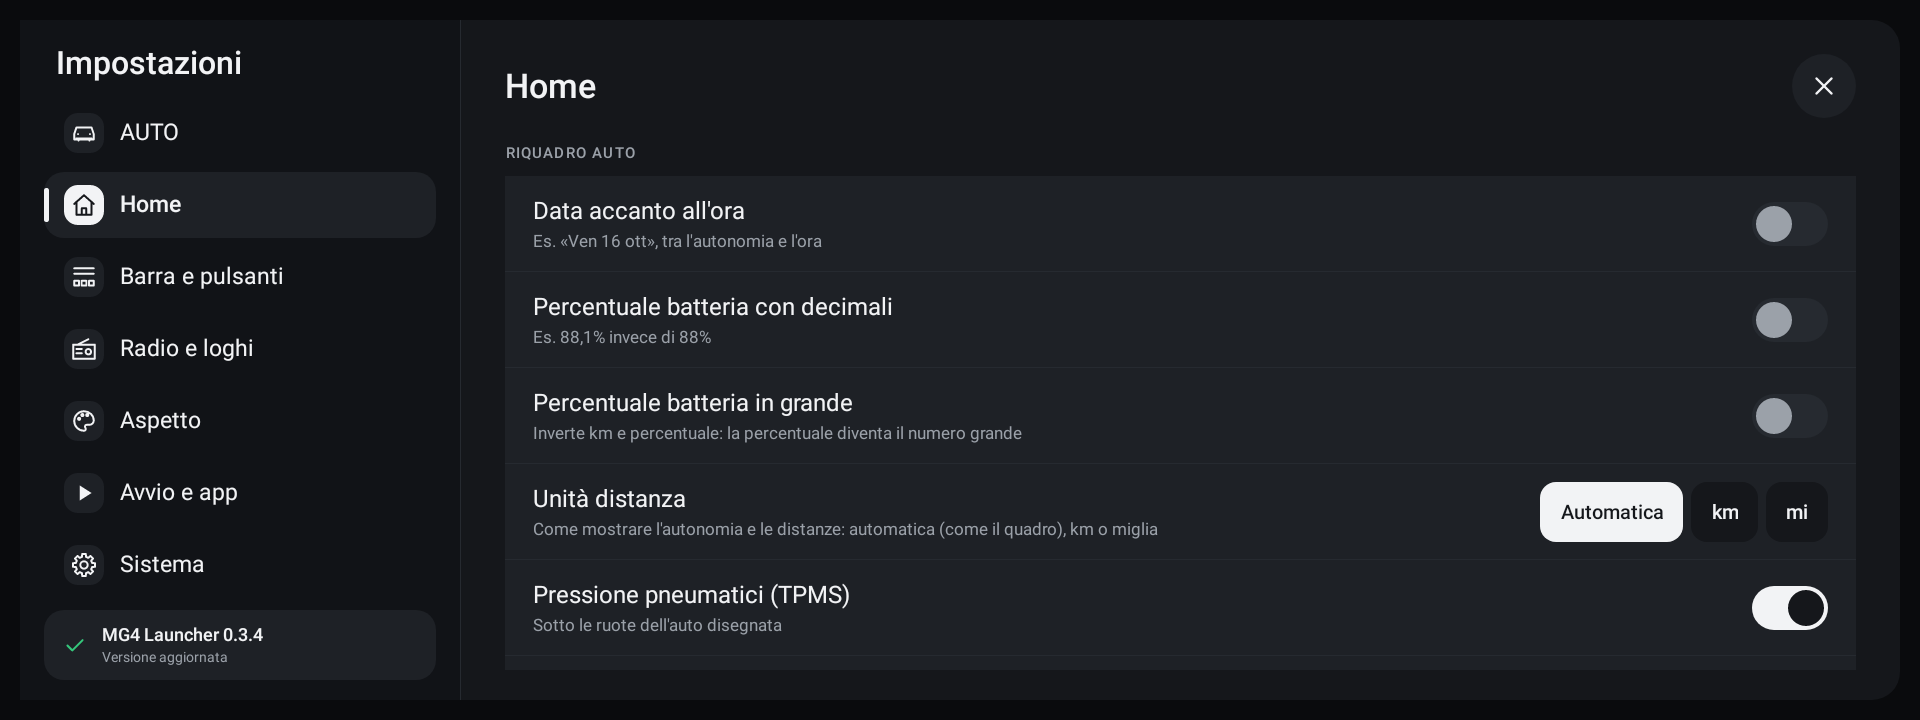 Impostazioni
AUTO
Home
Barra e pulsanti
Radio e loghi
Aspetto
Avvio e app
Sistema
MG4 Launcher 0.3.4
Versione aggiornata
Home
RIQUADRO AUTO
Data accanto all'ora
Es. «Ven 16 ott», tra l'autonomia e l'ora
Percentuale batteria con decimali
Es. 88,1% invece di 88%
Percentuale batteria in grande
Inverte km e percentuale: la percentuale diventa il numero grande
Unità distanza
Come mostrare l'autonomia e le distanze: automatica (come il quadro), km o miglia
Automatica km mi
Pressione pneumatici (TPMS)
Sotto le ruote dell'auto disegnata